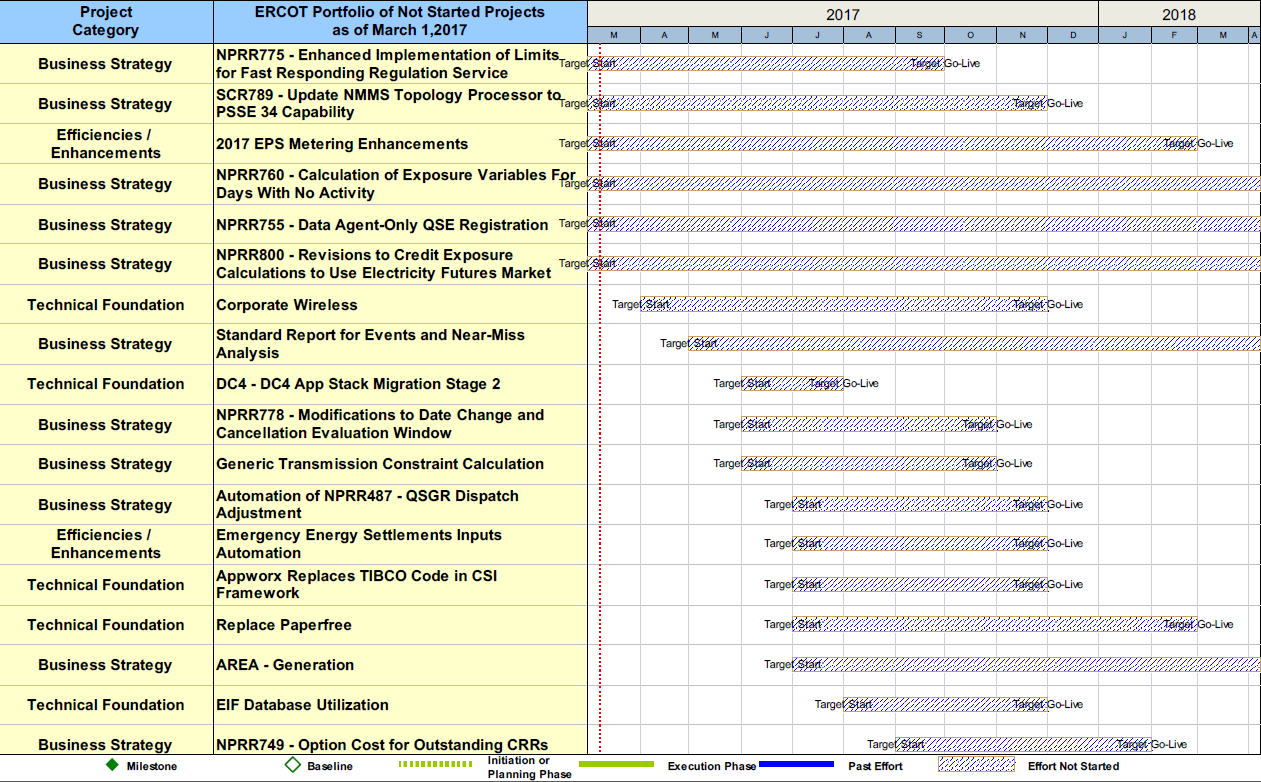 Project
Category
ERCOT Portfolio of Not Started Projects
as of March 1,2017
2017
2018
M A M J J A S O N D J F M A
Business Strategy
NPRR775 - Enhanced Implementation of Limits
for Fast Responding Regulation Service
Target Start
Target Go-Live
Business Strategy
SCR789 - Update NMMS Topology Processor to
PSSE 34 Capability
Target Start
Target Go-Live
Efficiencies /
Enhancements
2017 EPS Metering Enhancements
Target Start
Target Go-Live
Business Strategy
NPRR760 - Calculation of Exposure Variables For
Days With No Activity
Target Start
Business Strategy
NPRR755 - Data Agent-Only QSE Registration
Target Start
Business Strategy
NPRR800 - Revisions to Credit Exposure
Calculations to Use Electricity Futures Market
Target Start
Technical Foundation
Corporate Wireless
Target Start
Target Go-Live
Business Strategy
Standard Report for Events and Near-Miss
Analysis
Target Start
Technical Foundation
DC4 - DC4 App Stack Migration Stage 2
Target Start
Target Go-Live
Business Strategy
NPRR778 - Modifications to Date Change and
Cancellation Evaluation Window
Target Start
Target Go-Live
Business Strategy
Generic Transmission Constraint Calculation
Target Start
Target Go-Live
Business Strategy
Automation of NPRR487 - QSGR Dispatch
Adjustment
Target Start
Target Go-Live
Efficiencies /
Enhancements
Emergency Energy Settlements Inputs
Automation
Target Start
Target Go-Live
Technical Foundation
Appworx Replaces TIBCO Code in CSI
Framework
Target Start
Target Go-Live
Technical Foundation
Replace Paperfree
Target Start
Target Go-Live
Business Strategy
AREA - Generation
Target Start
Technical Foundation
EIF Database Utilization
Target Start
Target Go-Live
Business Strategy
NPRR749 - Option Cost for Outstanding CRRs
Target Start
Target Go-Live
Milestone
Baseline
Initiation or
Planning Phase
Execution Phase
Past Effort
Effort Not Started